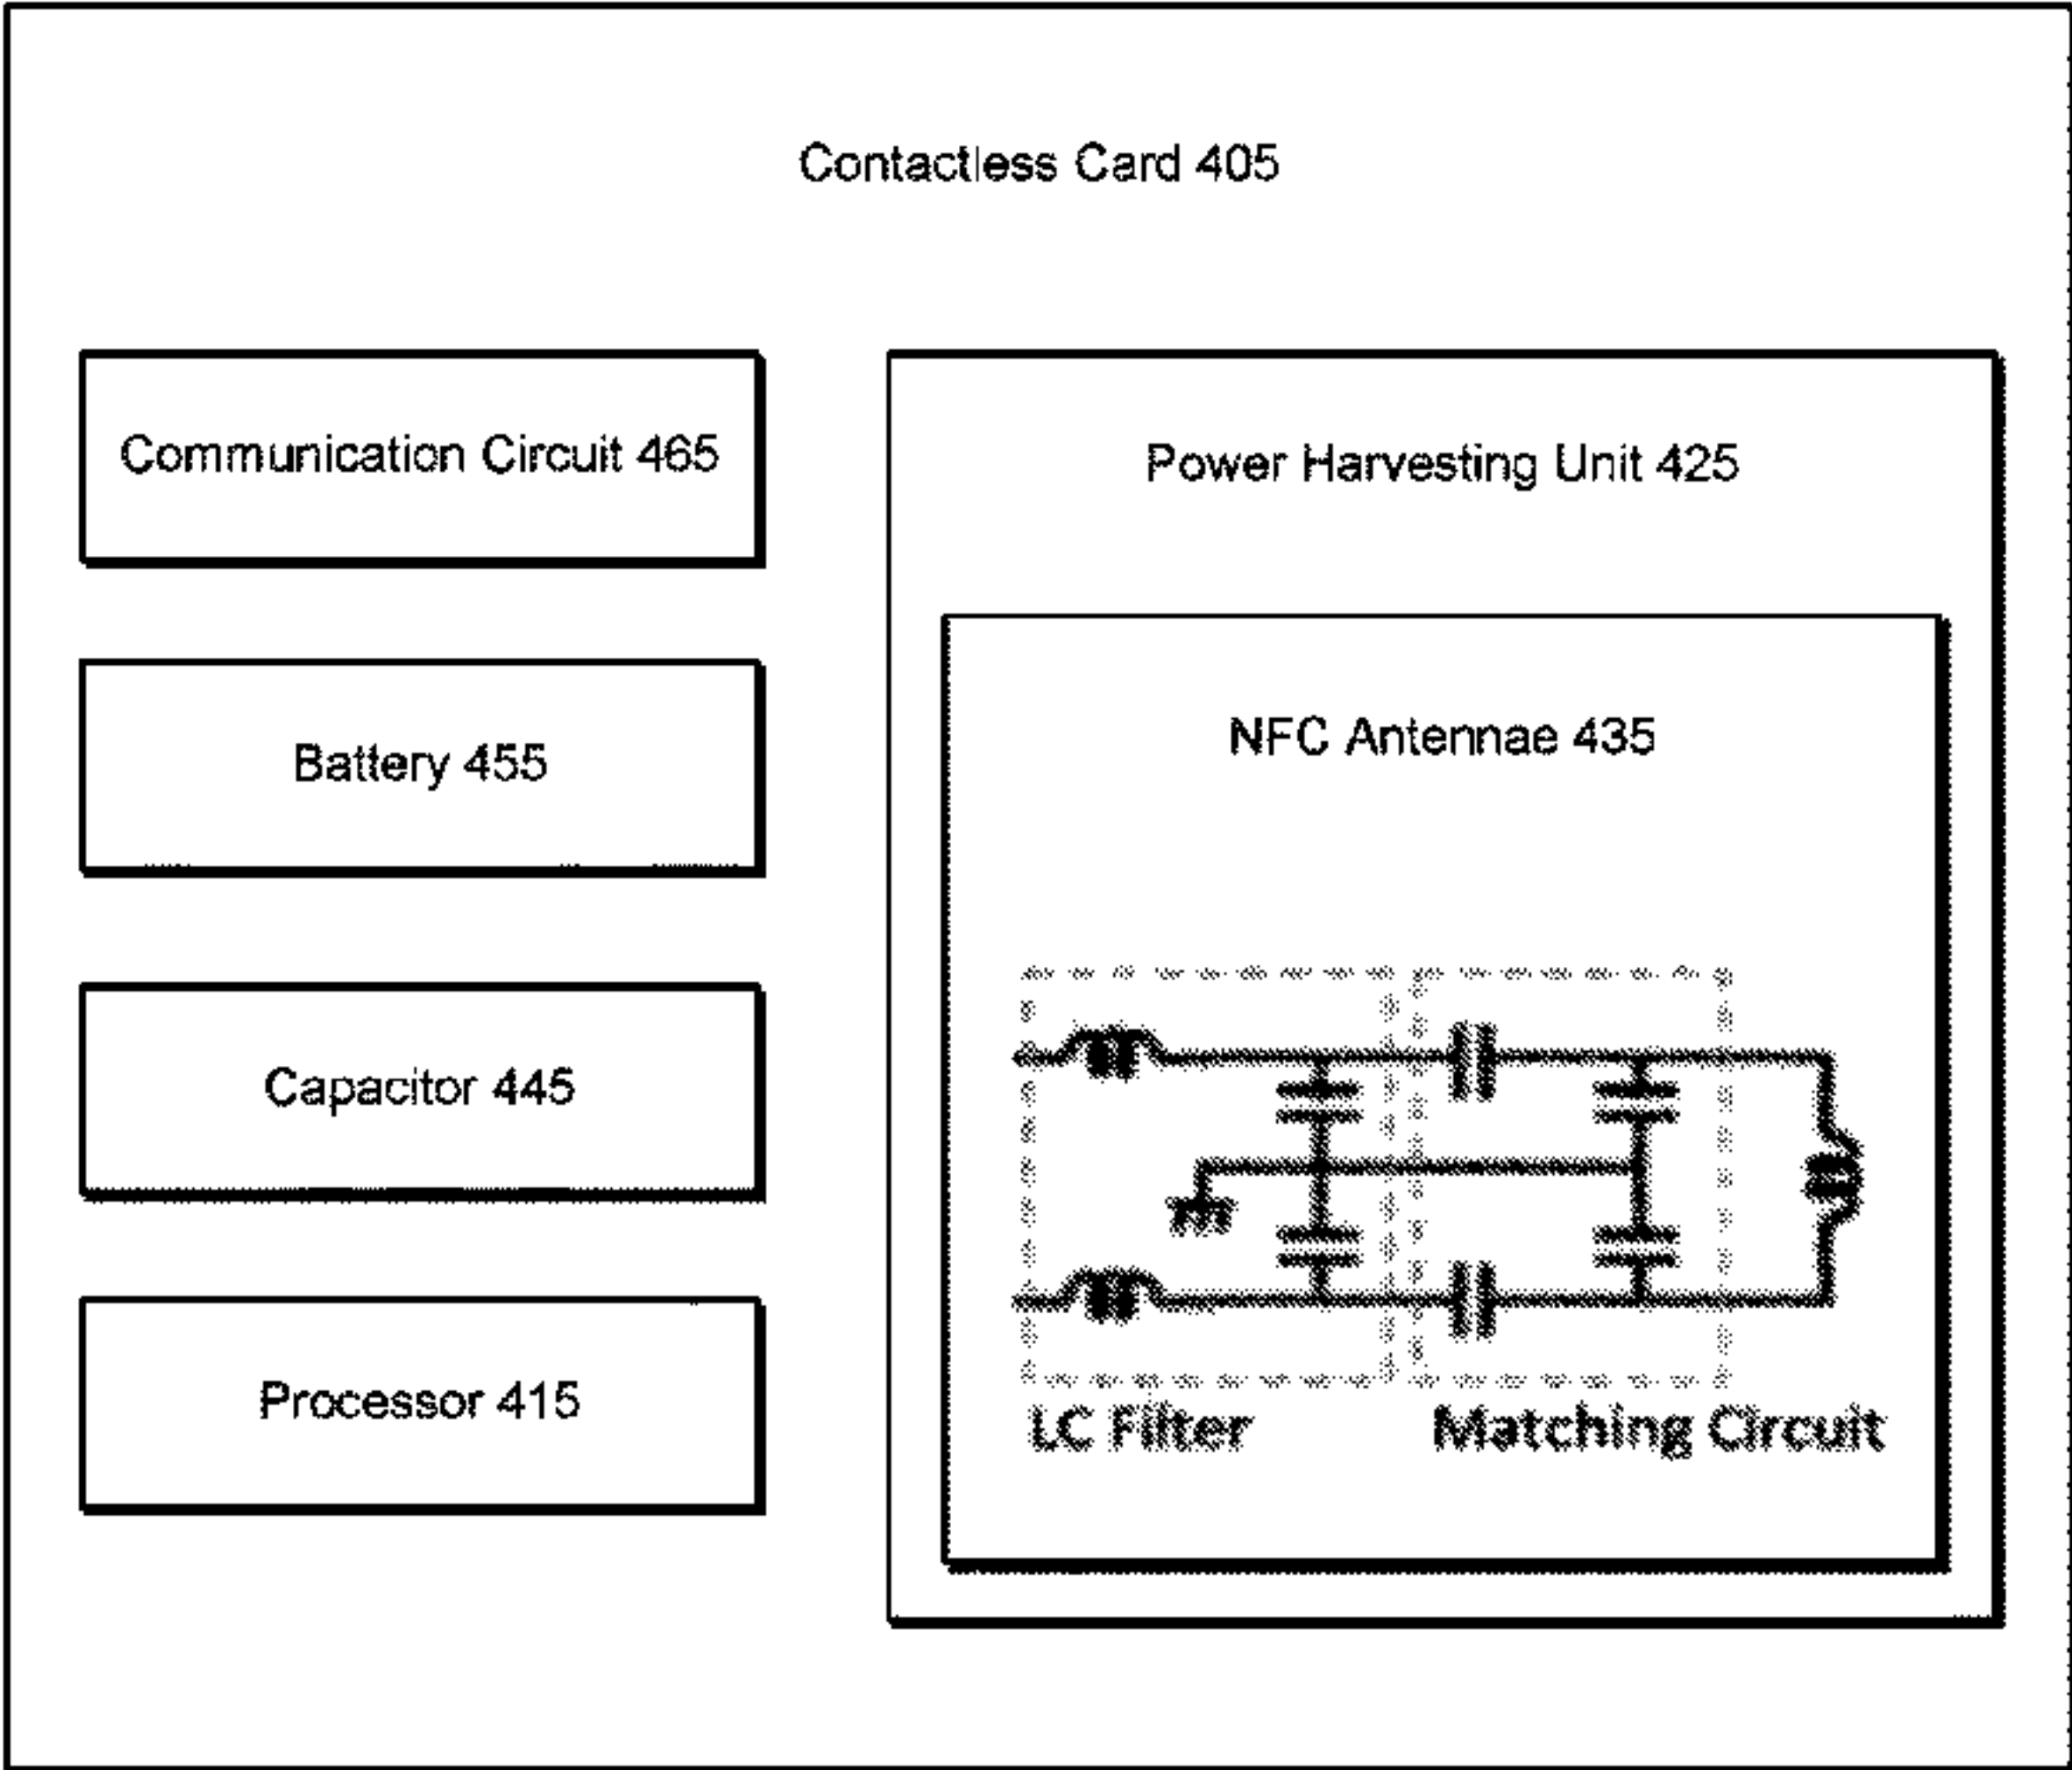 Contactless Card 405
Communication Circuit 465
Power Harvesting Unit 425
Battery 455
NFC Antennae 435
Capacitor 445
Processor 415
LC Filter
Matching Circuit